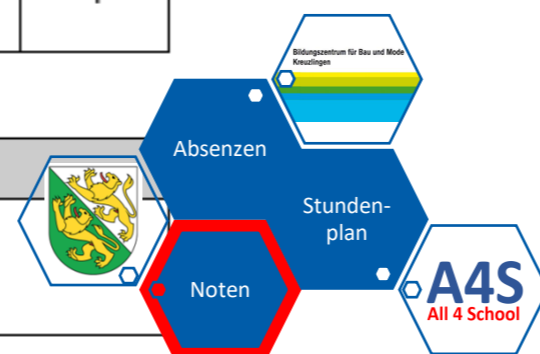 Bildungszentrum für Bau und Mode
Kreuzlingen
Absenzen
Stunden-
plan
Noten
A4S
All 4 School